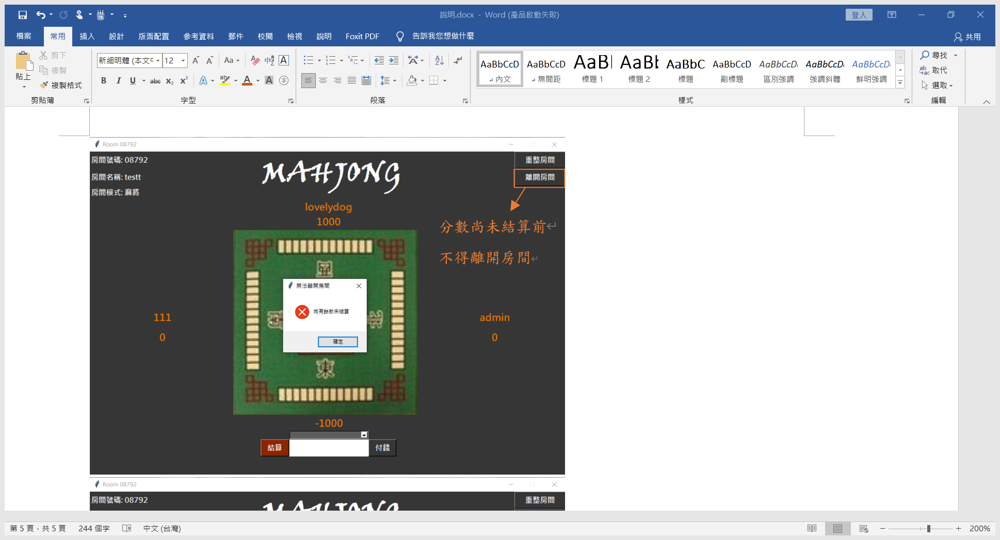 說明.docx - Word (產品啟動失敗)
登入
檔案 常用 插入 設計 版面配置 參考資料 郵件 校閱 檢視 說明 Foxit PDF 告訴我您想做什麼 共用
貼上
剪下
複製
複製格式
剪貼簿
新細明體 (本文 12
字型
段落
AaBbCcD AaBbCcD AaBb AaBb AaBbC AaBbCcD AaBbCcD AaBbCcD AaBbCcD
內文 無間距 標題 1 標題 2 標題 副標題 區別強調 強調斜體 鮮明強調
樣式
尋找
取代
選取
編輯
Room 08792
房間號碼: 08792
房間名稱: testt
房間模式: 麻將
MAHJONG
重整房間
離開房間
分數尚未結算前
不得離開房間
lovelydog
1000
111
0
admin
0
無法離開房間
尚有餘款未結算
確定
東
-1000
結算
付錢
Room 08792
房間號碼: 08792
MAHJONG
重整房間
第 5 頁，共 5 頁 244 個字 中文 (台灣) 200%